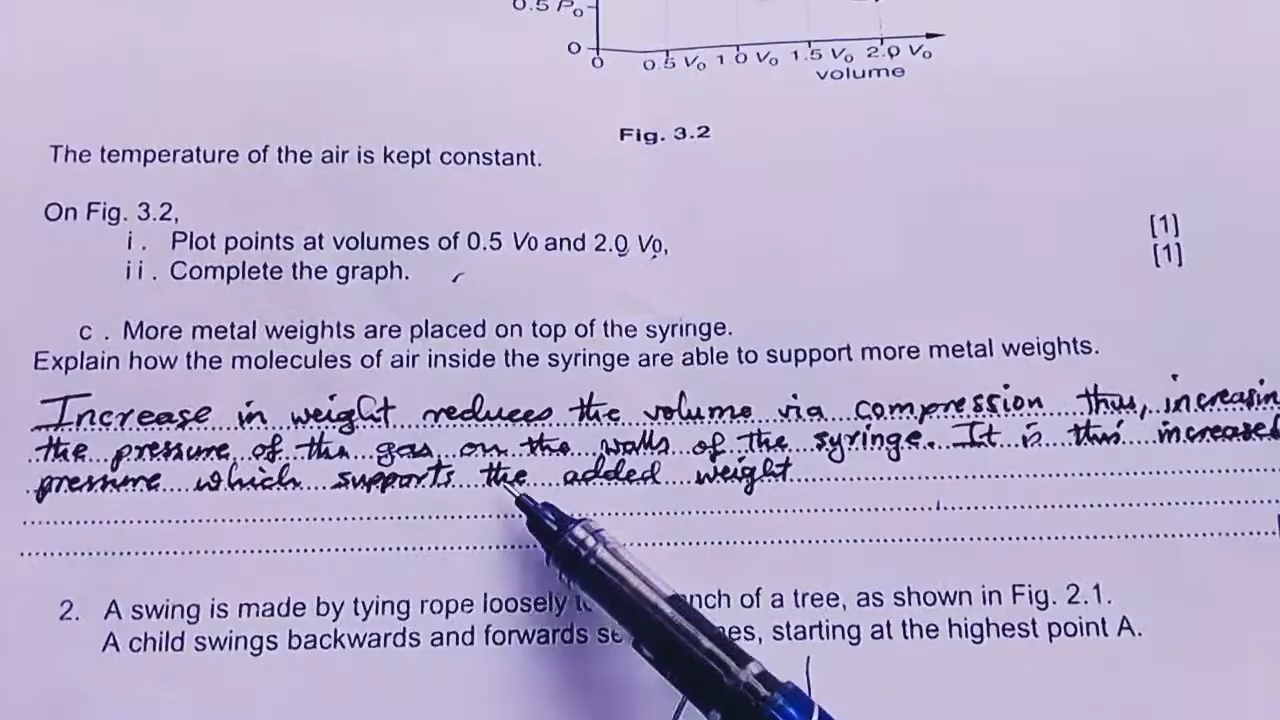 0.5 P₀
0
0 0.5 V₀ 1.0 V₀ 1.5 V₀ 2.0 V₀
volume
Fig. 3.2
The temperature of the air is kept constant.
On Fig. 3.2,
i. Plot points at volumes of 0.5 V₀ and 2.0 V₀, [1]
ii. Complete the graph. [1]
c. More metal weights are placed on top of the syringe.
Explain how the molecules of air inside the syringe are able to support more metal weights.
Increase in weight reduces the volume via compression thus, increasin
the pressure of the gas on the walls of the syringe. It is this increased
pressure which supports the added weight
2. A swing is made by tying rope loosely nch of a tree, as shown in Fig. 2.1.
A child swings backwards and forwards se es, starting at the highest point A.